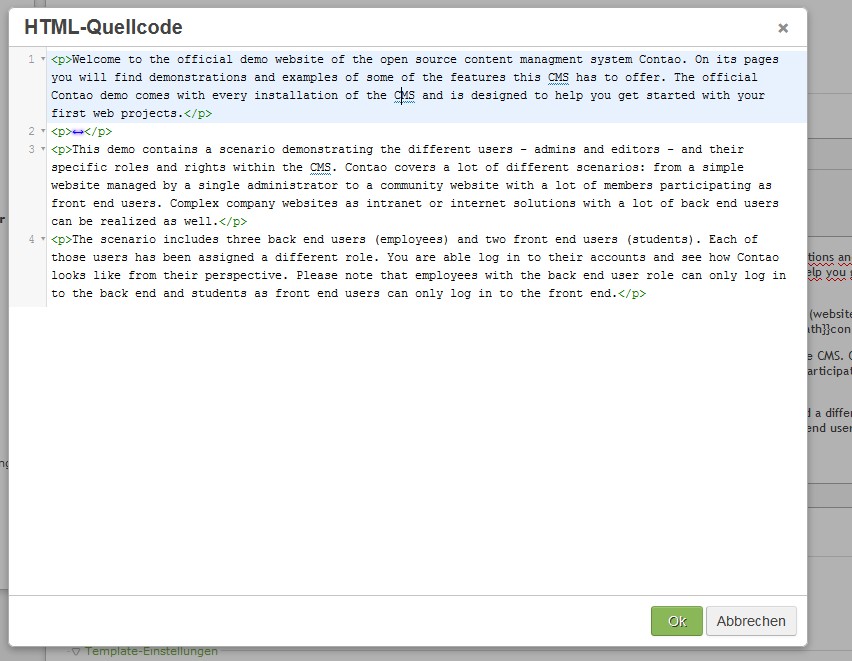 HTML-Quellcode
×
1 <p>Welcome to the official demo website of the open source content managment system Contao. On its pages
you will find demonstrations and examples of some of the features this CMS has to offer. The official
Contao demo comes with every installation of the CMS and is designed to help you get started with your
first web projects.</p>
2 <p>↔</p>
3 <p>This demo contains a scenario demonstrating the different users - admins and editors - and their
specific roles and rights within the CMS. Contao covers a lot of different scenarios: from a simple
website managed by a single administrator to a community website with a lot of members participating as
front end users. Complex company websites as intranet or internet solutions with a lot of back end users
can be realized as well.</p>
4 <p>The scenario includes three back end users (employees) and two front end users (students). Each of
those users has been assigned a different role. You are able log in to their accounts and see how Contao
looks like from their perspective. Please note that employees with the back end user role can only log in
to the back end and students as front end users can only log in to the front end.</p>
tions an
elp you
(website
ath}}con
e CMS.
articipat
a differ
end user
Ok
Abbrechen
Template-Einstellungen